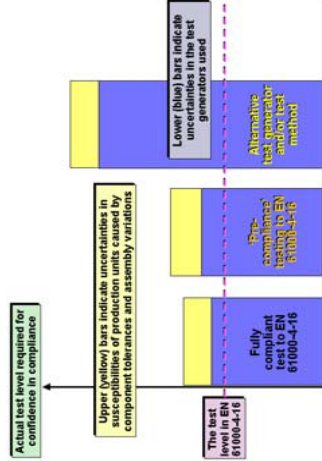 Actual test level required for
confidence in compliance
Upper (yellow) bars indicate uncertainties in
susceptibilities of production units caused by
component tolerances and assembly variations
Lower (blue) bars indicate
uncertainties in the test
generators used
The test
level in EN
61000-4-16
Fully
compliant
test to EN
61000-4-16
'Pre-
compliance'
testing to EN
61000-4-16
Alternative
test generator
and/or test
method